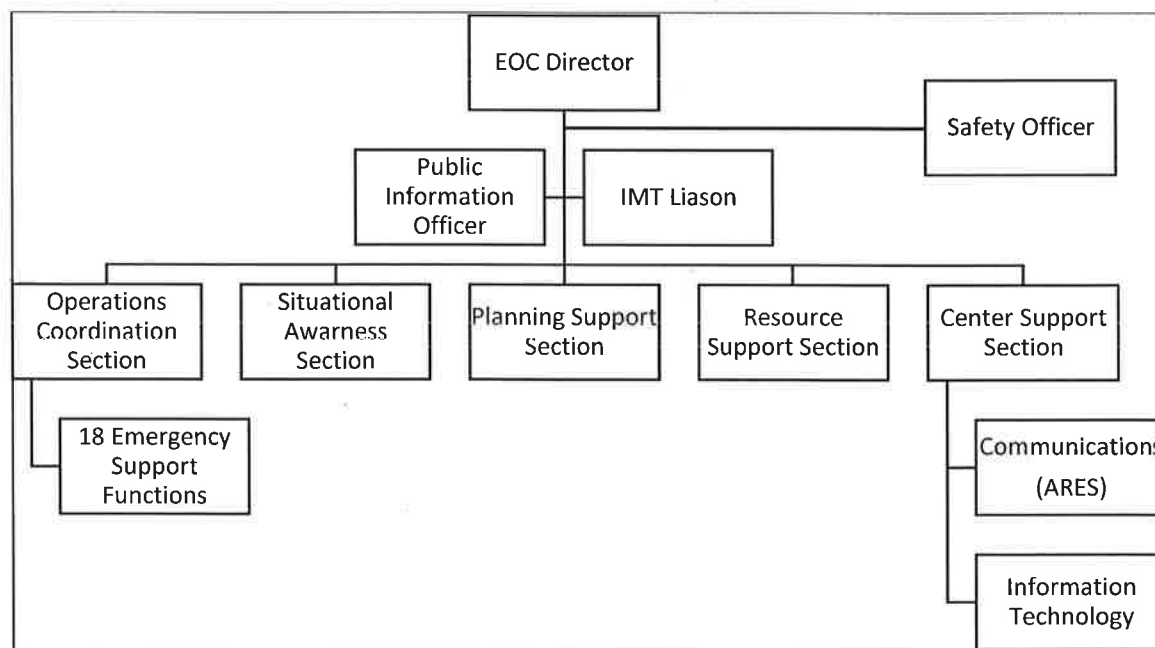 EOC Director
Safety Officer
Public
Information
Officer
IMT Liason
Operations
Coordination
Section
Situational
Awarness
Section
Planning Support
Section
Resource
Support Section
Center Support
Section
18 Emergency
Support
Functions
Communications
(ARES)
Information
Technology